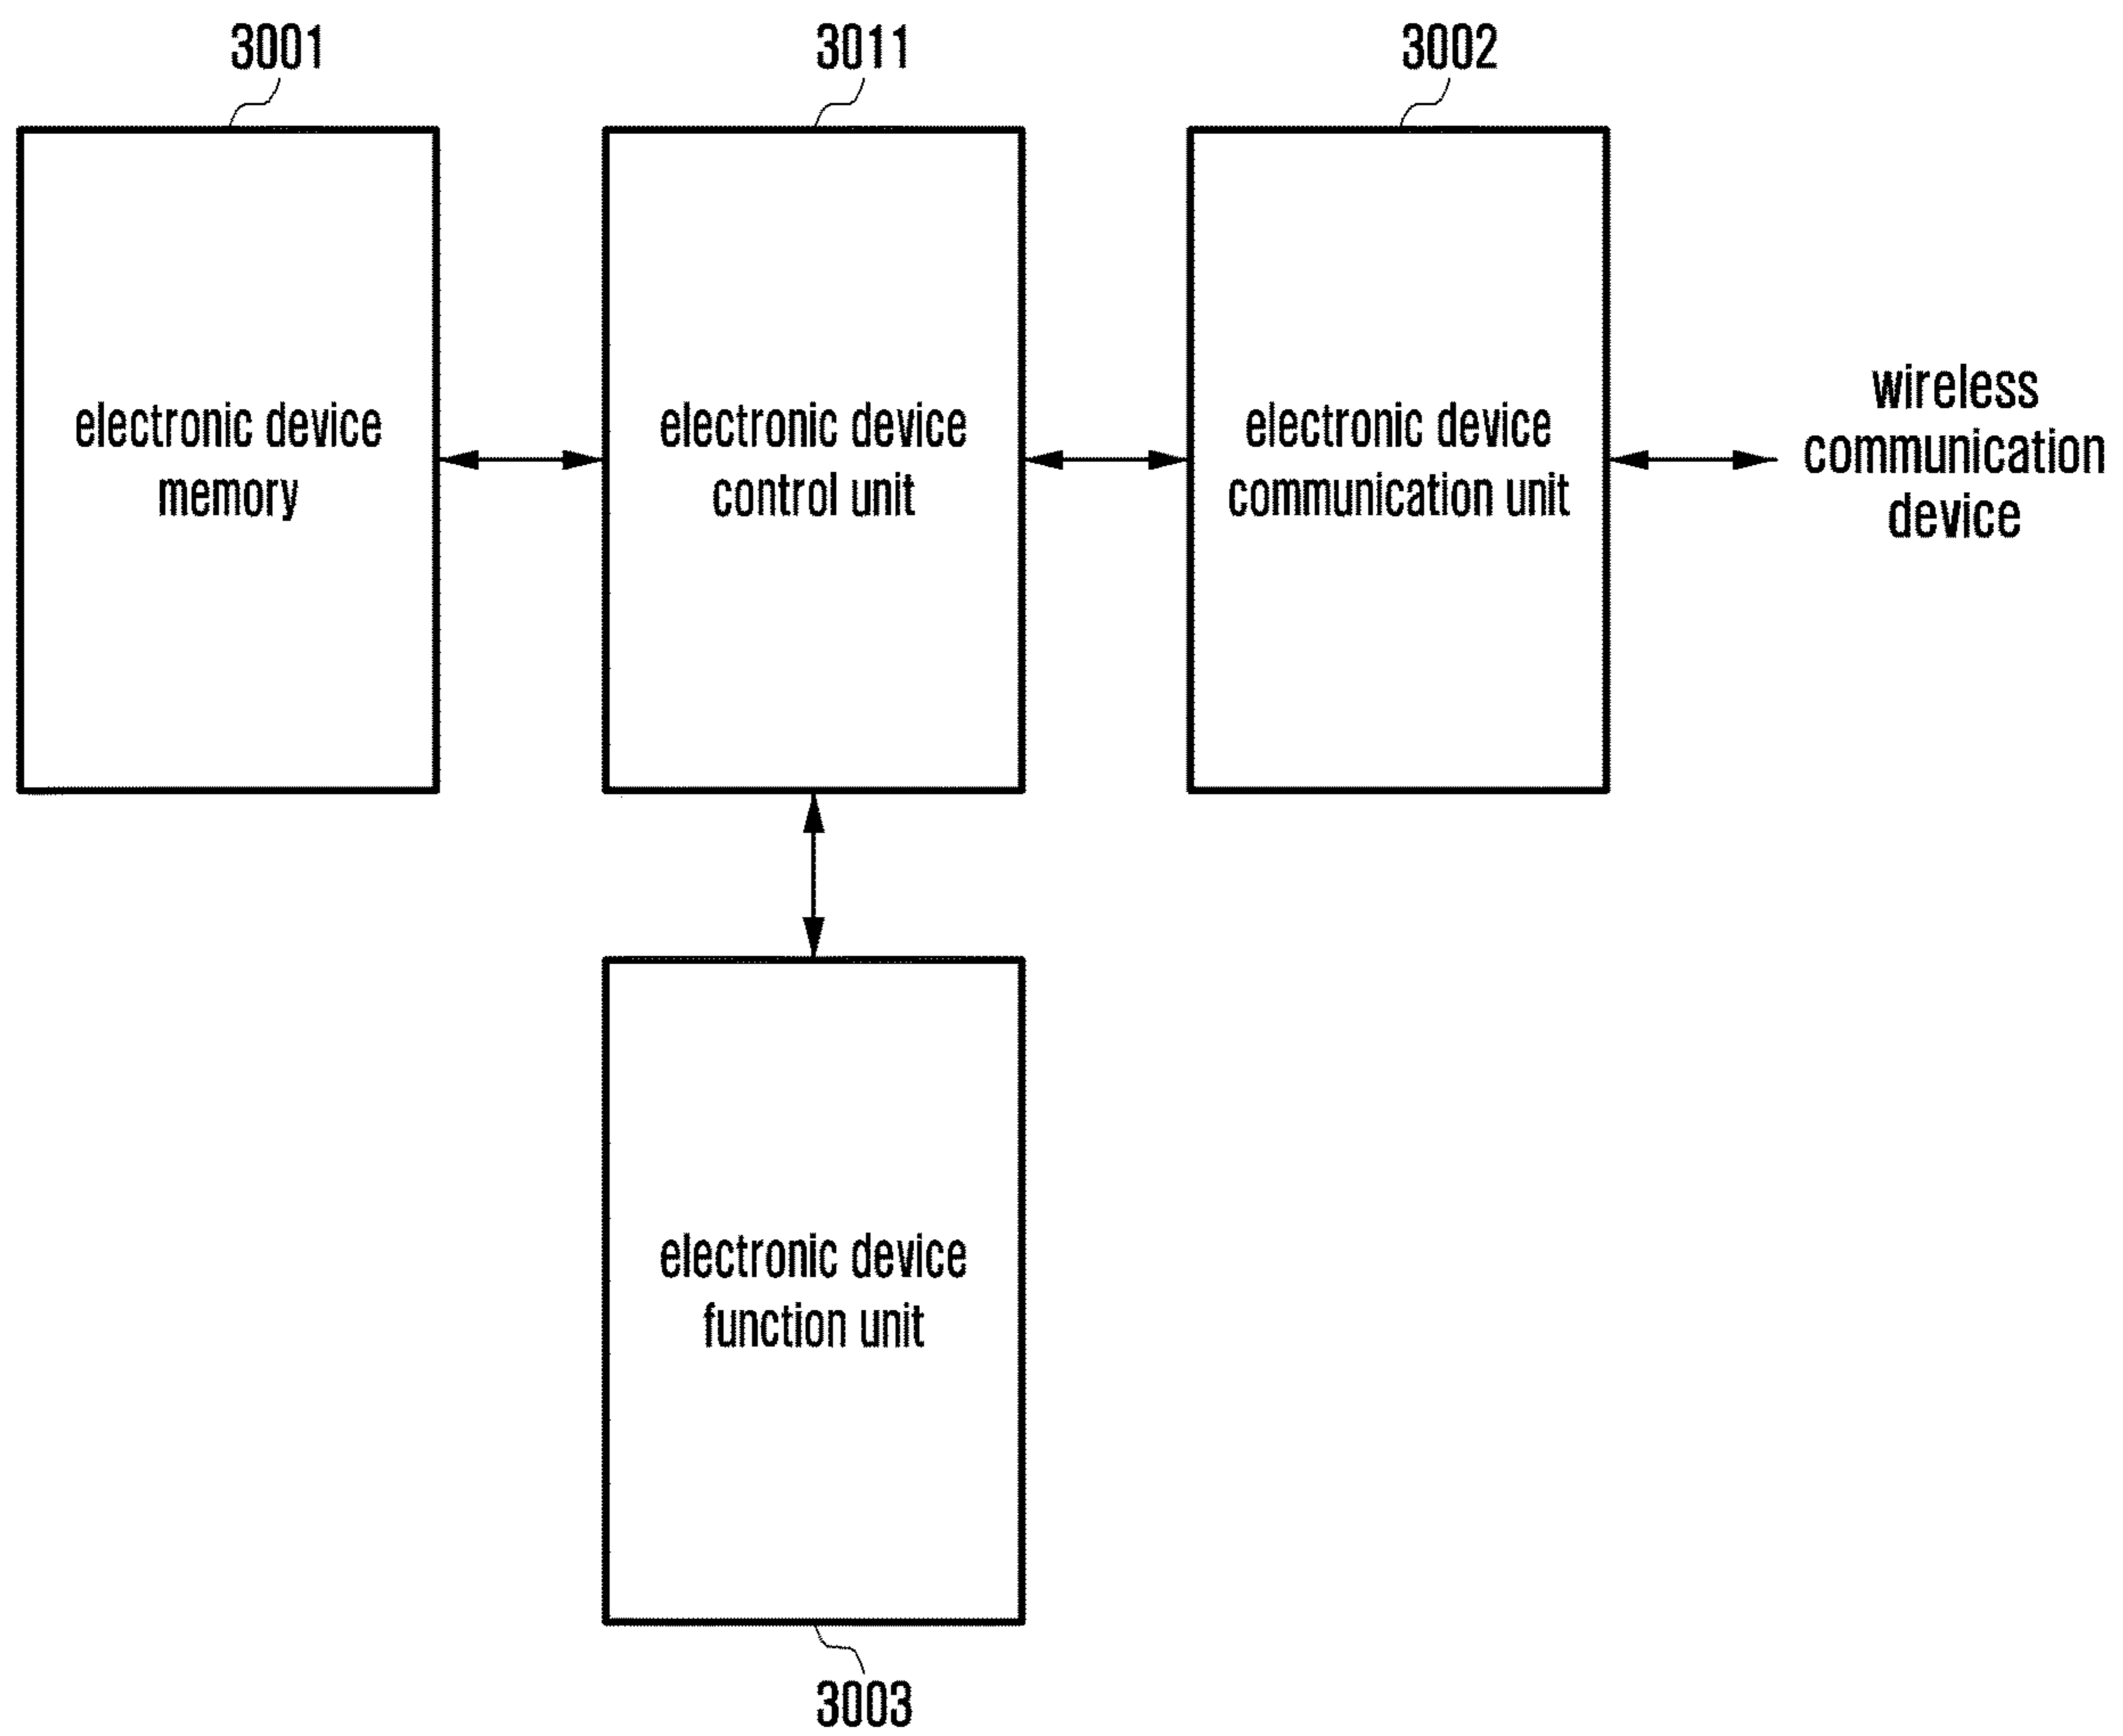 3001
3011
3002
electronic device
memory
electronic device
control unit
electronic device
communication unit
wireless
communication
device
electronic device
function unit
3003